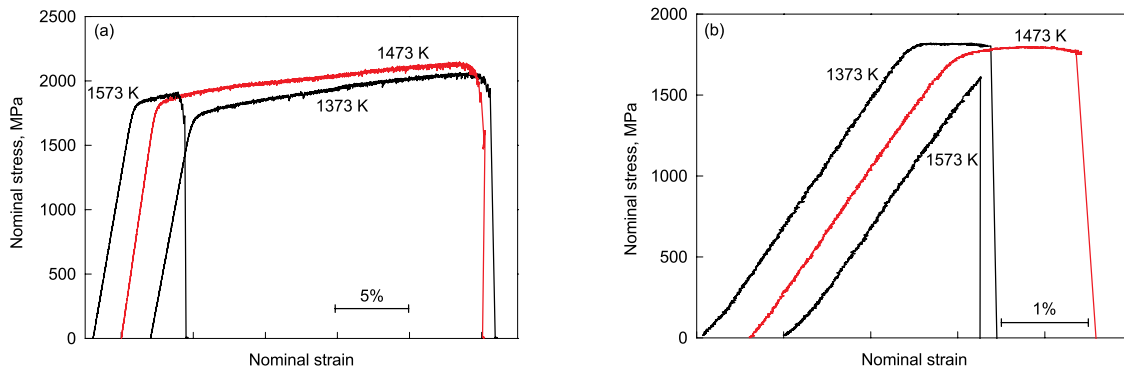 (a)
2500
2000
1500
1000
500
0
Nominal stress, MPa
1573 K
1473 K
1373 K
5%
Nominal strain
(b)
2000
1500
1000
500
0
Nominal stress, MPa
1373 K
1473 K
1573 K
1%
Nominal strain